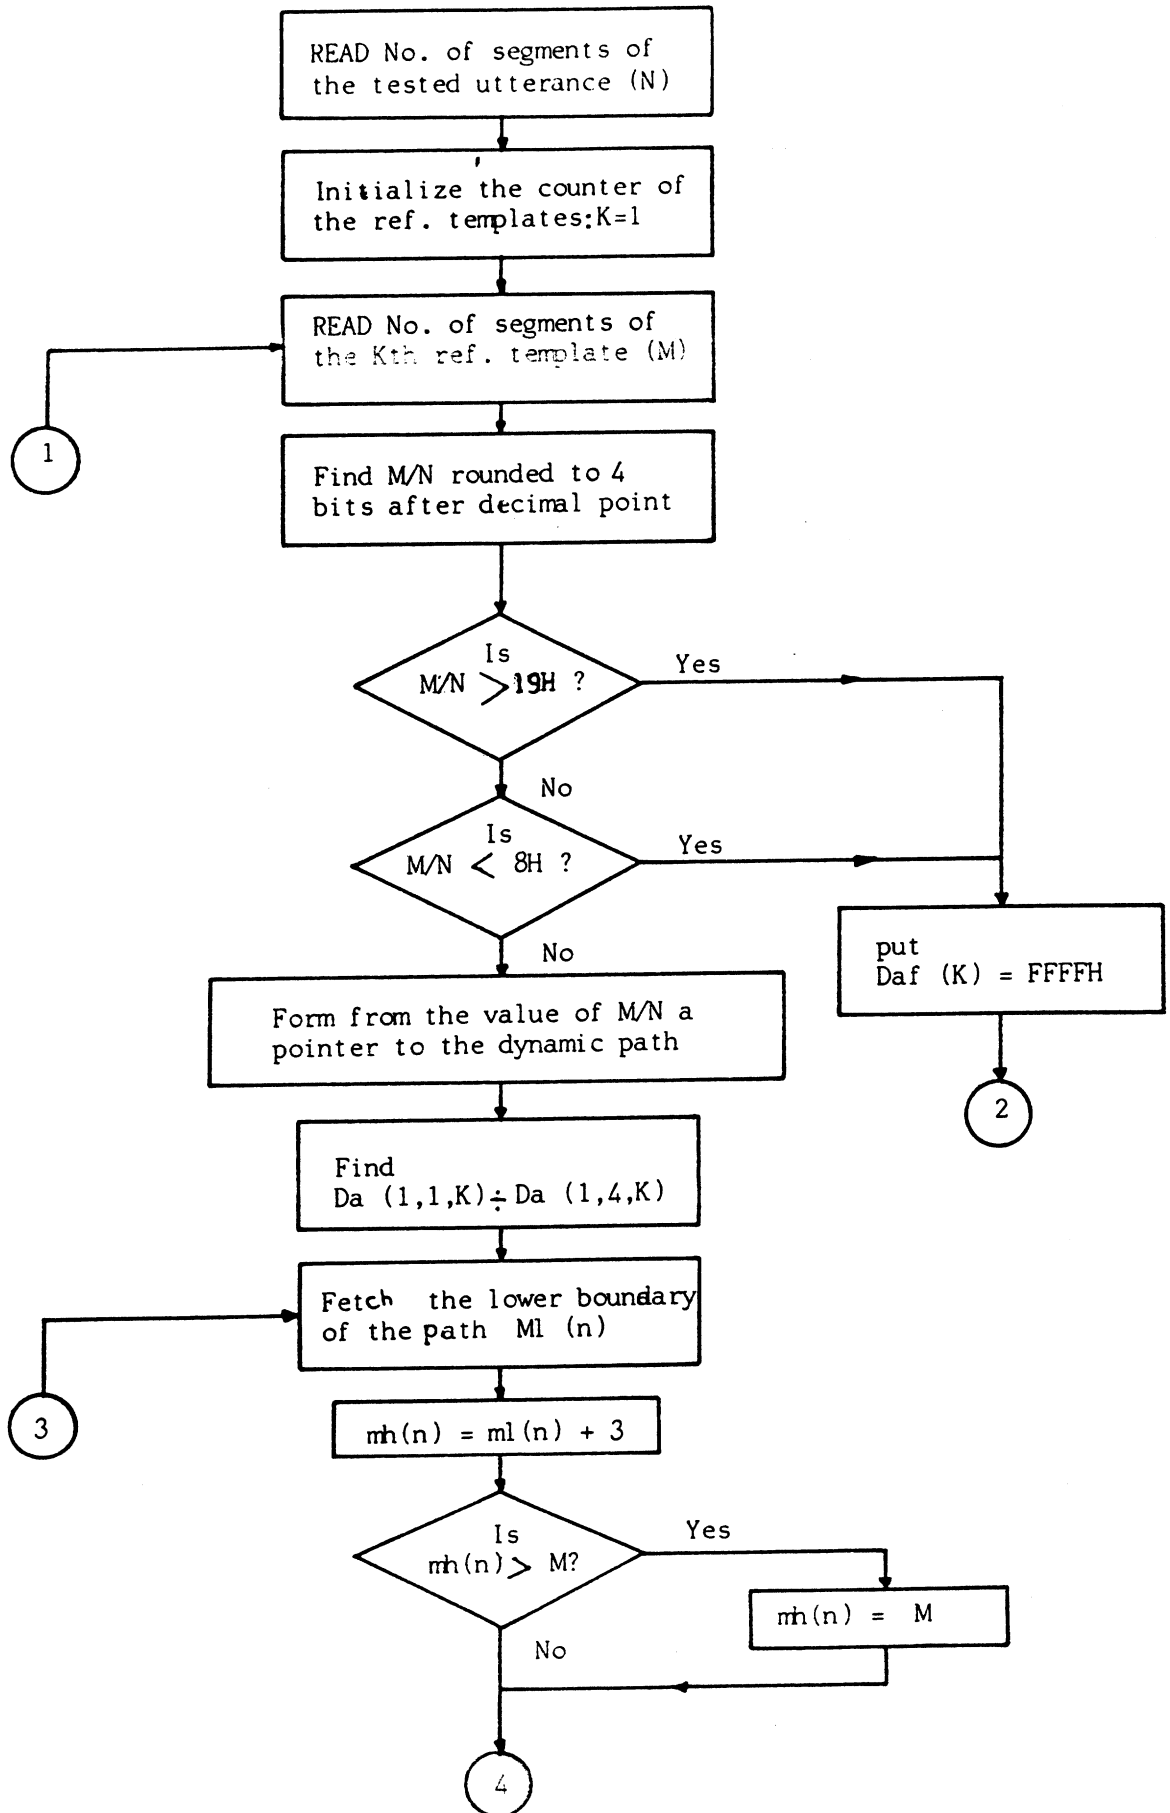 READ No. of segments of
the tested utterance (N)
Initialize the counter of
the ref. templates:K=1
READ No. of segments of
the Kth ref. template (M)
1
Find M/N rounded to 4
bits after decimal point
Is
M/N > 19H ?
Yes
No
Is
M/N < 8H ?
Yes
No
put
Daf (K) = FFFFH
2
Form from the value of M/N a
pointer to the dynamic path
Find
Da (1,1,K) ÷ Da (1,4,K)
Fetch the lower boundary
of the path Ml (n)
3
mh(n) = ml(n) + 3
Is
mh(n) > M?
Yes
mh(n) = M
No
4